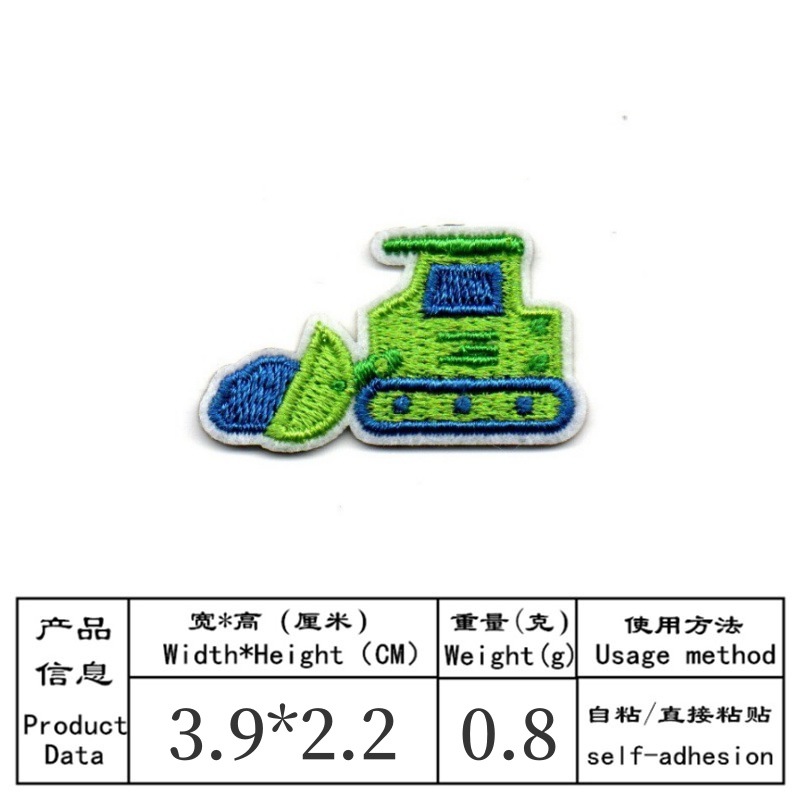 产品
信息
Product
Data
宽*高 (厘米)
Width*Height (CM)
重量(克)
Weight(g)
使用方法
Usage method
3.9*2.2
0.8
自粘/直接粘贴
self-adhesion